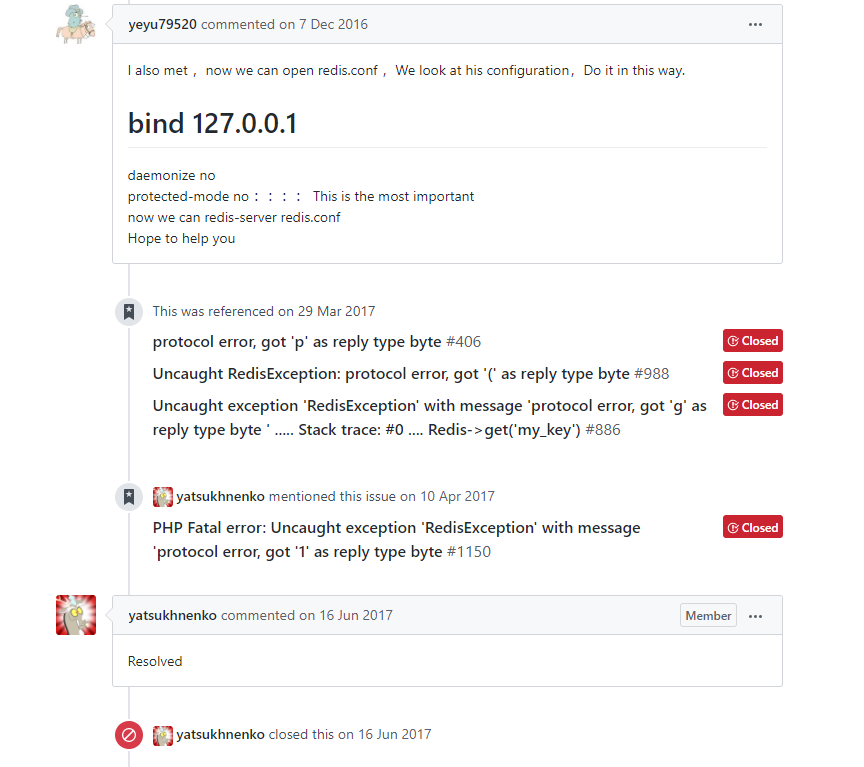 yeyu79520 commented on 7 Dec 2016
I also met ，now we can open redis.conf ，We look at his configuration，Do it in this way.
bind 127.0.0.1
daemonize no
protected-mode no：：：： This is the most important
now we can redis-server redis.conf
Hope to help you
This was referenced on 29 Mar 2017
protocol error, got 'p' as reply type byte #406 Closed
Uncaught RedisException: protocol error, got '(' as reply type byte #988 Closed
Uncaught exception 'RedisException' with message 'protocol error, got 'g' as Closed
reply type byte ' ..... Stack trace: #0 .... Redis->get('my_key') #886
yatsukhnenko mentioned this issue on 10 Apr 2017
PHP Fatal error: Uncaught exception 'RedisException' with message Closed
'protocol error, got '1' as reply type byte #1150
yatsukhnenko commented on 16 Jun 2017 Member
Resolved
yatsukhnenko closed this on 16 Jun 2017